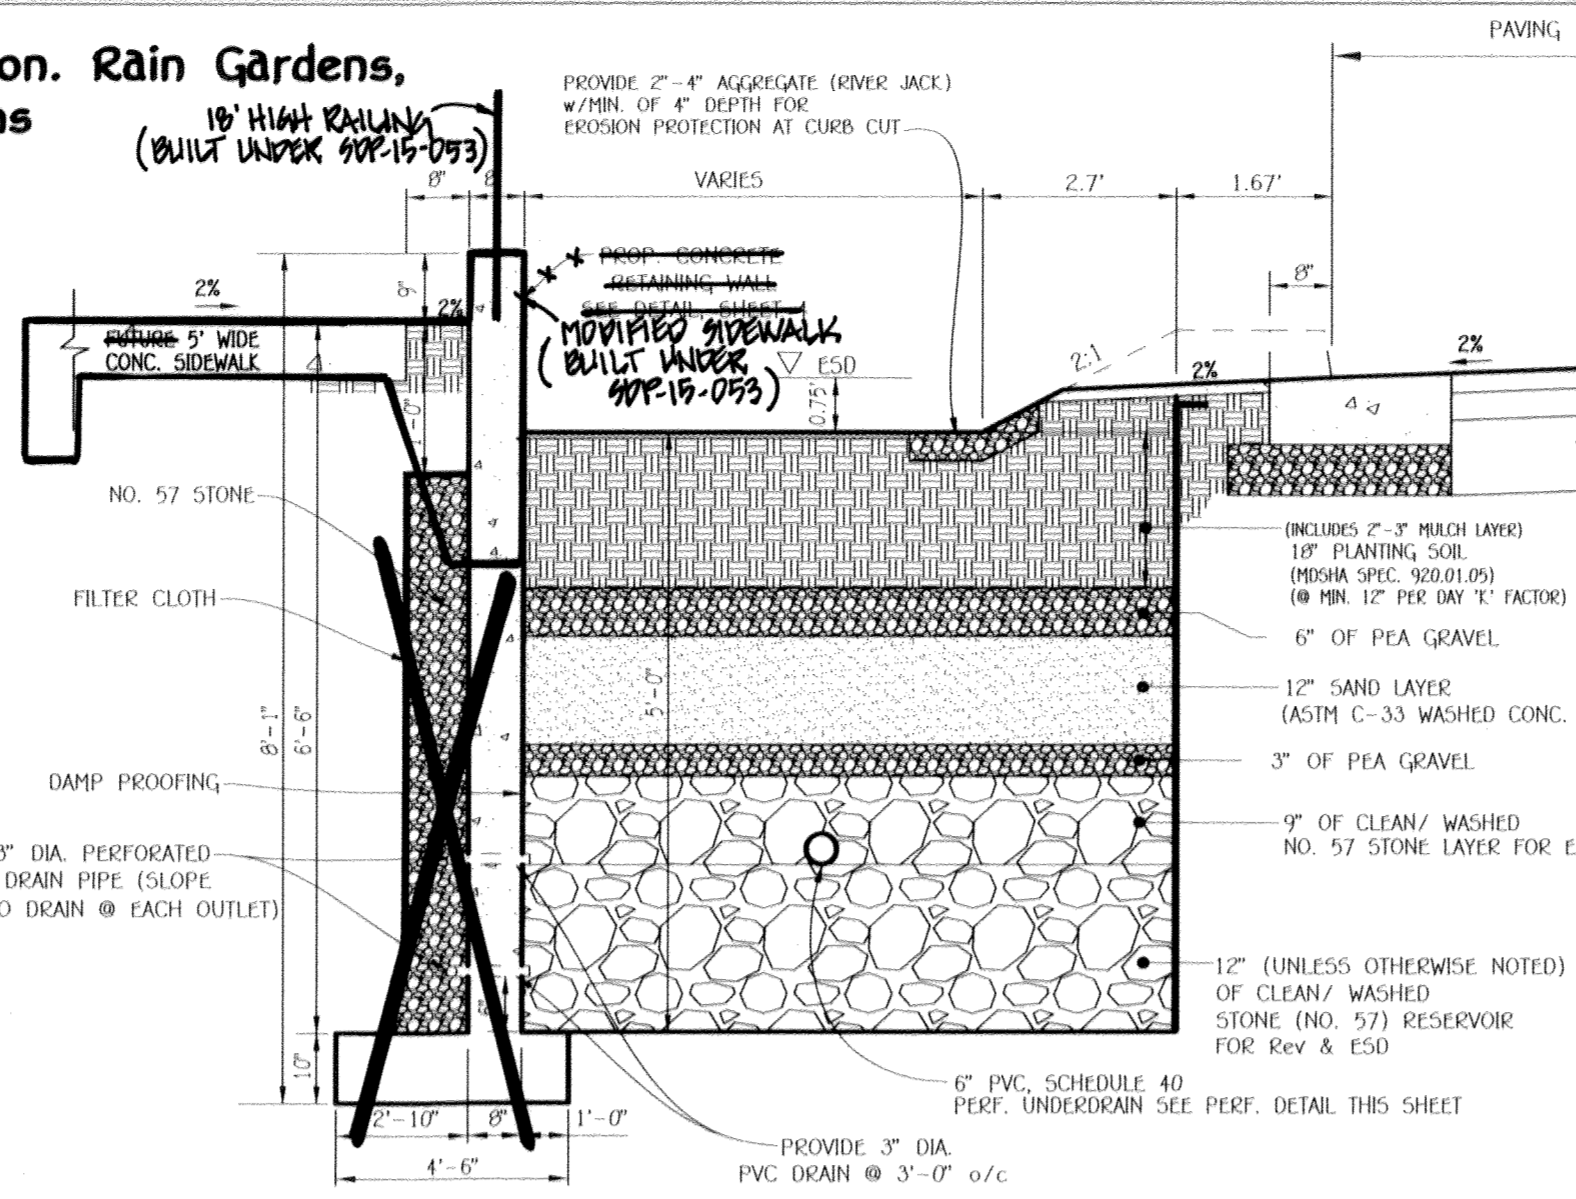 on. Rain Gardens,
ns
18' HIGH RAILING
(BUILT UNDER SDP-15-053)
PROVIDE 2"-4" AGGREGATE (RIVER JACK)
w/MIN. OF 4" DEPTH FOR
EROSION PROTECTION AT CURB CUT
PAVING
8"
8
VARIES
2.7'
1.67'
8"
PROP. CONCRETE
RETAINING WALL
SEE DETAIL, SHEET 4
MODIFIED SIDEWALK
(BUILT UNDER
SDP-15-053)
ESD
0.75'
2:1
2%
2%
2%
2%
9"
FUTURE 5' WIDE
CONC. SIDEWALK
1'-0"
NO. 57 STONE
FILTER CLOTH
8'-1"
6'-6"
5'-0"
DAMP PROOFING
3" DIA. PERFORATED
DRAIN PIPE (SLOPE
O DRAIN @ EACH OUTLET)
(INCLUDES 2"-3" MULCH LAYER)
18" PLANTING SOIL
(MDSHA SPEC. 920.01.05)
(@ MIN. 12" PER DAY 'K' FACTOR)
6" OF PEA GRAVEL
12" SAND LAYER
(ASTM C-33 WASHED CONC.
3" OF PEA GRAVEL
9" OF CLEAN/ WASHED
NO. 57 STONE LAYER FOR E
12" (UNLESS OTHERWISE NOTED)
OF CLEAN/ WASHED
STONE (NO. 57) RESERVOIR
FOR Rev & ESD
10"
6" PVC, SCHEDULE 40
PERF. UNDERDRAIN SEE PERF. DETAIL THIS SHEET
2'-10"
8"
1'-0"
4'-6"
PROVIDE 3" DIA.
PVC DRAIN @ 3'-0" o/c